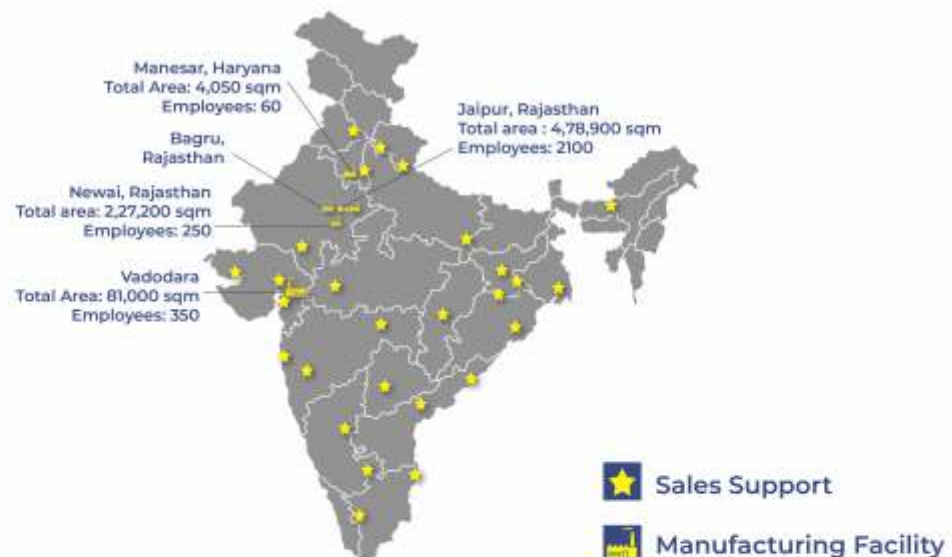 Manesar, Haryana
Total Area: 4,050 sqm
Employees: 60
Jaipur, Rajasthan
Total area : 4,78,900 sqm
Employees: 2100
Bagru,
Rajasthan
Newai, Rajasthan
Total area: 2,27,200 sqm
Employees: 250
Vadodara
Total Area: 81,000 sqm
Employees: 350
Sales Support
Manufacturing Facility